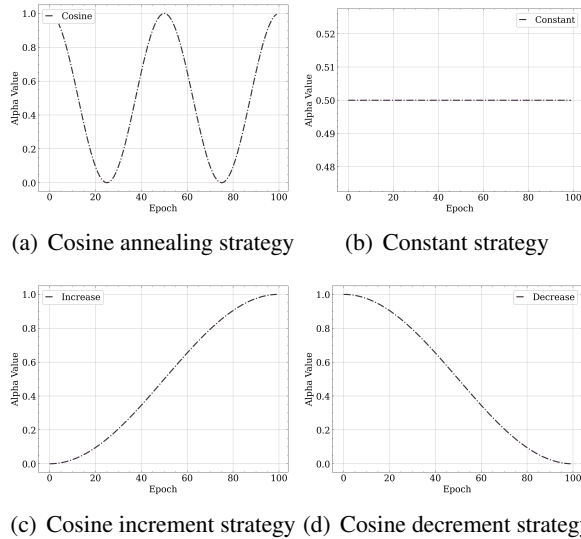 1.0
0.8
0.6
0.4
0.2
0.0
Alpha Value
Cosine
0 20 40 60 80 100
Epoch
(a) Cosine annealing strategy
0.52
0.51
0.50
0.49
0.48
Alpha Value
Constant
0 20 40 60 80 100
Epoch
(b) Constant strategy
1.0
0.8
0.6
0.4
0.2
0.0
Alpha Value
Increase
0 20 40 60 80 100
Epoch
(c) Cosine increment strategy
1.0
0.8
0.6
0.4
0.2
0.0
Alpha Value
Decrease
0 20 40 60 80 100
Epoch
(d) Cosine decrement strategy